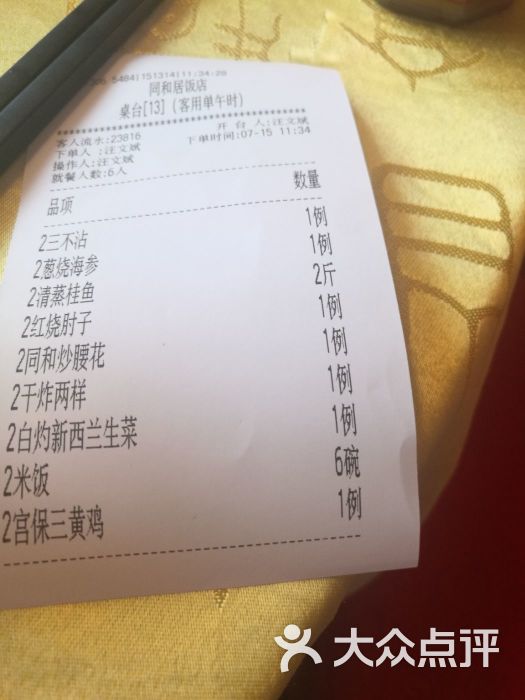 5484|151314|11:34:28
同和居饭店
桌台[13](客用单午时)
客人流水:23816 开 台 人:汪文斌
下单人 :汪文斌 下单时间:07-15 11:34
操作人:汪文斌
就餐人数:6人
品项 数量
2三不沾 1例
2葱烧海参 1例
2清蒸桂鱼 2斤
2红烧肘子 1例
2同和炒腰花 1例
2干炸两样 1例
2白灼新西兰生菜 1例
2米饭 6碗
2宫保三黄鸡 1例
大众点评